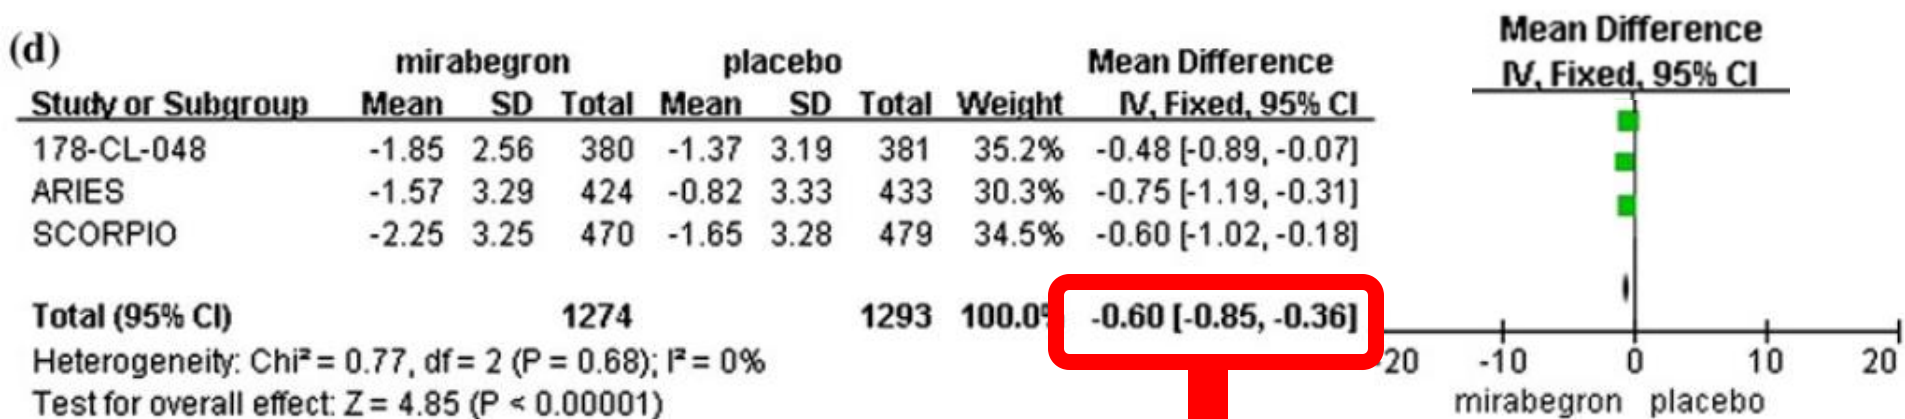 (d)
mirabegron placebo Mean Difference Mean Difference
Study or Subgroup Mean SD Total Mean SD Total Weight IV, Fixed, 95% CI IV, Fixed, 95% CI
178-CL-048 -1.85 2.56 380 -1.37 3.19 381 35.2% -0.48 [-0.89, -0.07]
ARIES -1.57 3.29 424 -0.82 3.33 433 30.3% -0.75 [-1.19, -0.31]
SCORPIO -2.25 3.25 470 -1.65 3.28 479 34.5% -0.60 [-1.02, -0.18]
Total (95% CI) 1274 1293 100.0% -0.60 [-0.85, -0.36]
Heterogeneity: Chi² = 0.77, df = 2 (P = 0.68); I² = 0%
Test for overall effect: Z = 4.85 (P < 0.00001)
-20 -10 0 10 20
mirabegron placebo